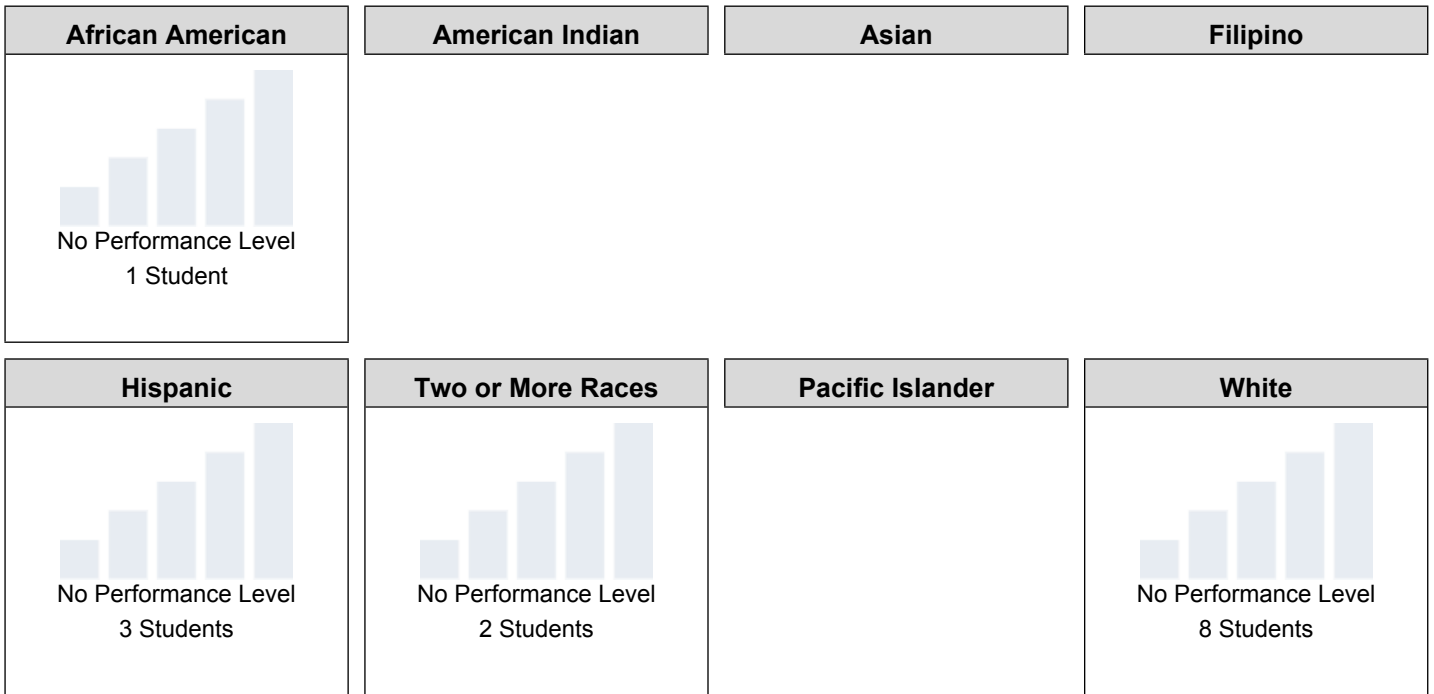 African American
American Indian
Asian
Filipino
No Performance Level
1 Student
Hispanic
Two or More Races
Pacific Islander
White
No Performance Level
3 Students
No Performance Level
2 Students
No Performance Level
8 Students